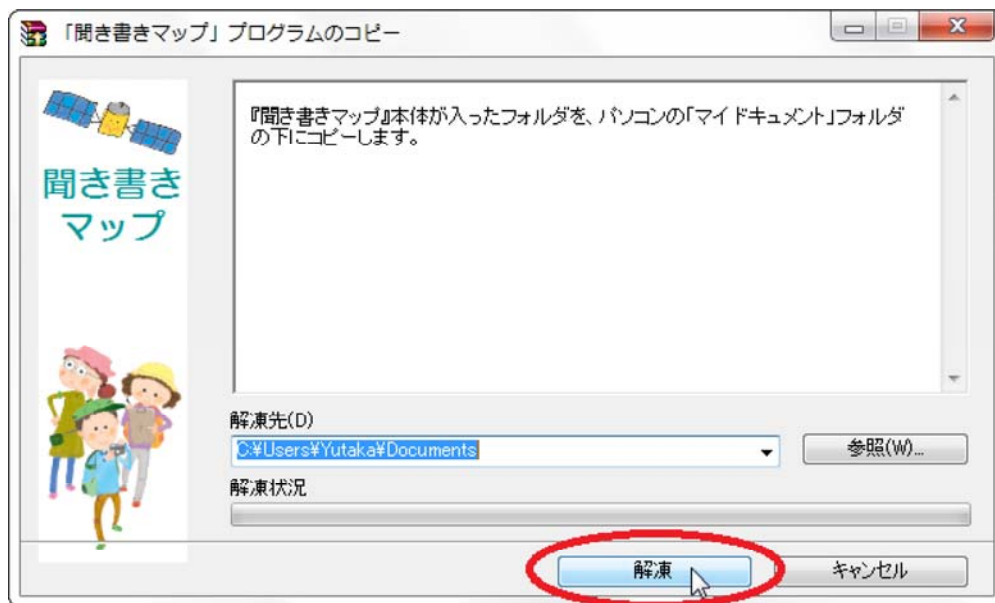 「聞き書きマップ」プログラムのコピー
聞き書き
マップ
『聞き書きマップ』本体が入ったフォルダを、パソコンの「マイドキュメント」フォルダ
の下にコピーします。
解凍先(D)
C:¥Users¥Yutaka¥Documents
参照(W)...
解凍状況
解凍
キャンセル